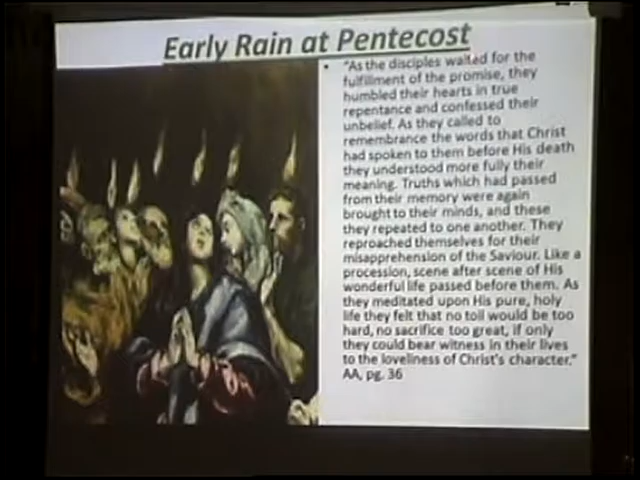 Early Rain at Pentecost
• "As the disciples waited for the
fulfillment of the promise, they
humbled their hearts in true
repentance and confessed their
unbelief. As they called to
remembrance the words that Christ
had spoken to them before His death
they understood more fully their
meaning. Truths which had passed
from their memory were again
brought to their minds, and these
they repeated to one another. They
reproached themselves for their
misapprehension of the Saviour. Like a
procession, scene after scene of His
wonderful life passed before them. As
they meditated upon His pure, holy
life they felt that no toil would be too
hard, no sacrifice too great, if only
they could bear witness in their lives
to the loveliness of Christ's character."
AA, pg. 36